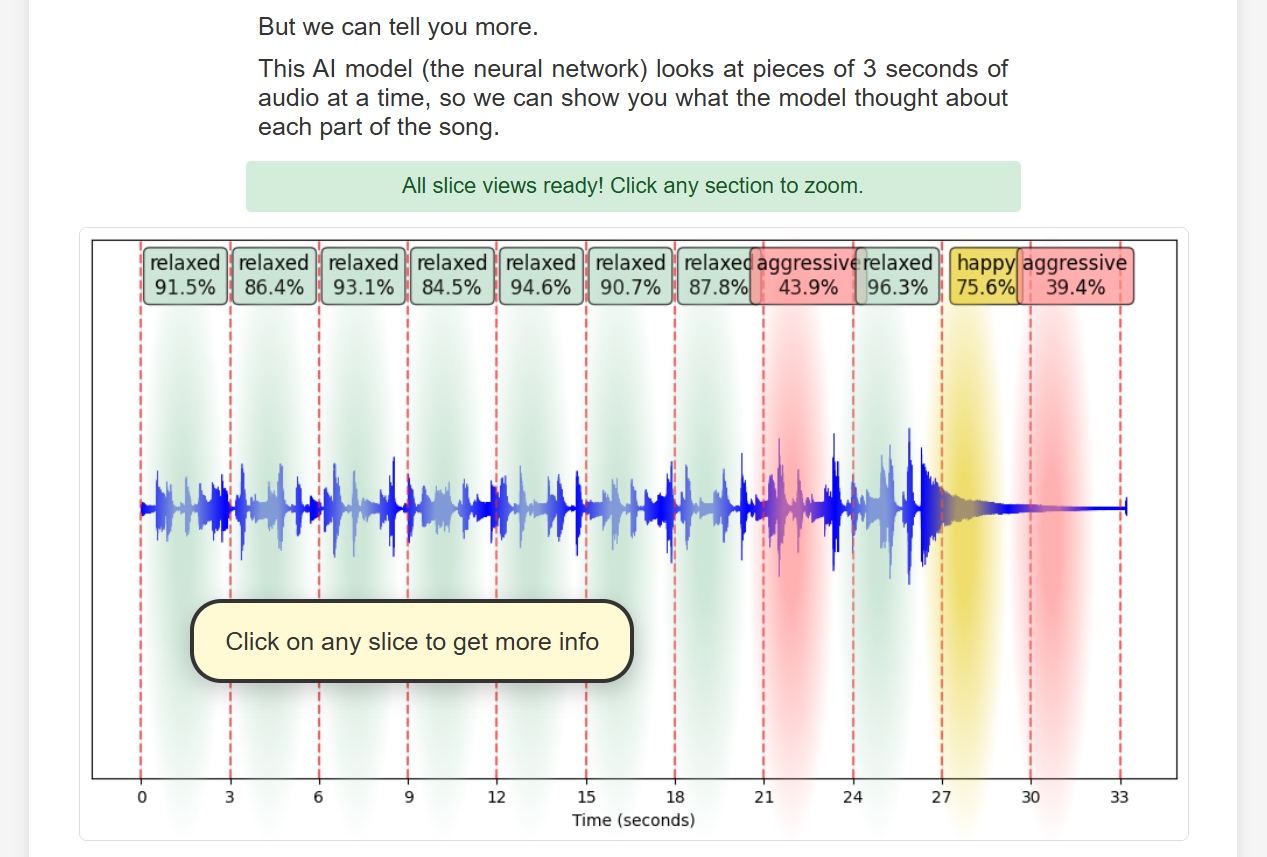 But we can tell you more.
This AI model (the neural network) looks at pieces of 3 seconds of
audio at a time, so we can show you what the model thought about
each part of the song.
All slice views ready! Click any section to zoom.
relaxed relaxed relaxed relaxed relaxed relaxed relaxed aggressive relaxed happy aggressive
91.5% 86.4% 93.1% 84.5% 94.6% 90.7% 87.8% 43.9% 96.3% 75.6% 39.4%
Click on any slice to get more info
0 3 6 9 12 15 18 21 24 27 30 33
Time (seconds)